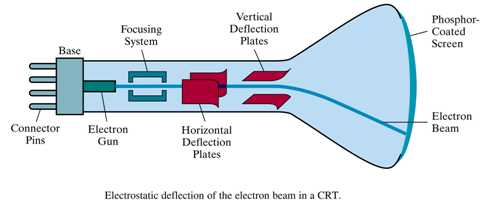 Vertical
Deflection
Plates
Phosphor-
Coated
Screen
Focusing
System
Base
Connector
Pins
Electron
Gun
Horizontal
Deflection
Plates
Electron
Beam
Electrostatic deflection of the electron beam in a CRT.